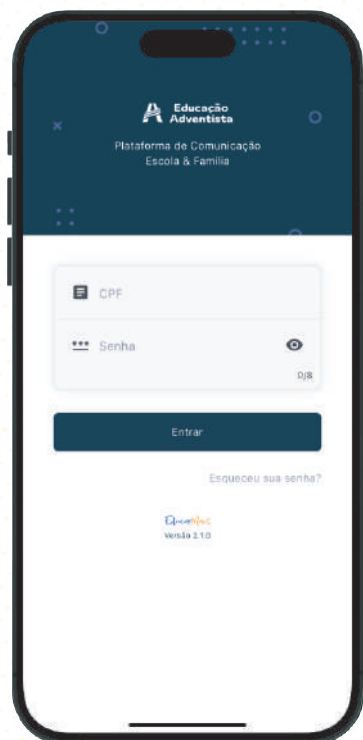 Educação
Adventista
Plataforma de Comunicação
Escola & Família
CPF
Senha
0/8
Entrar
Esqueceu sua senha?
EducaMais
Versão 2.1.0